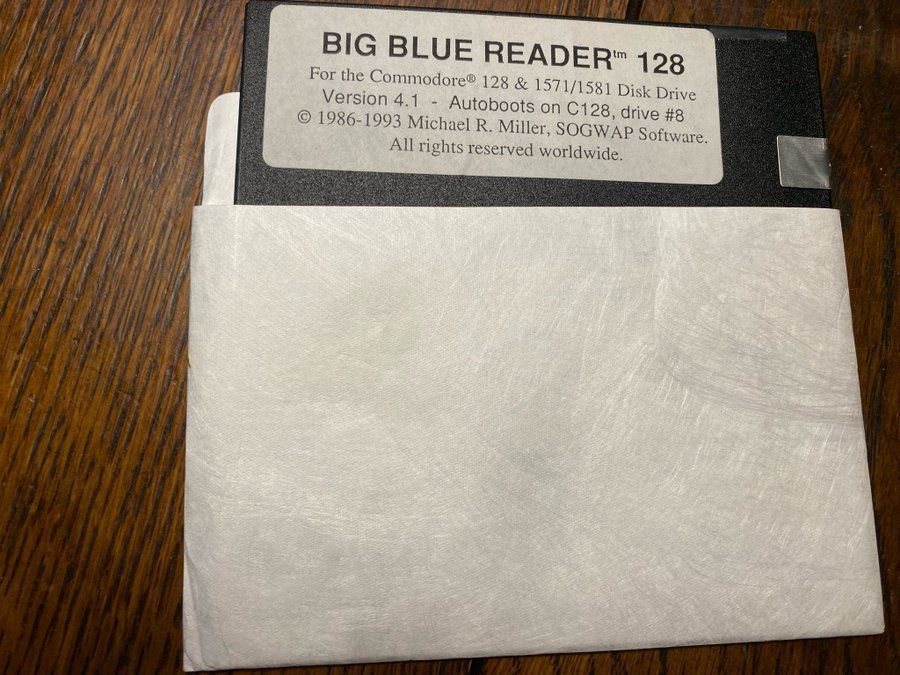 BIG BLUE READER™ 128
For the Commodore® 128 & 1571/1581 Disk Drive
Version 4.1 - Autoboots on C128, drive #8
© 1986-1993 Michael R. Miller, SOGWAP Software.
All rights reserved worldwide.